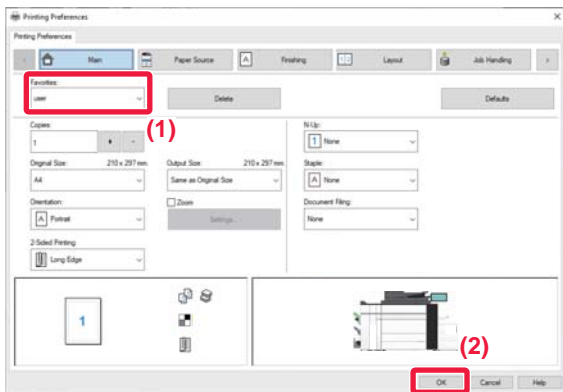 Printing Preferences
Printing Preferences
Main Paper Source Finishing Layout Job Handling
Favorites:
user Delete Defaults
(1)
Copies: N-Up:
1 + - 1 None
Original Size: 210 x 297 mm. Output Size: 210 x 297 mm. Staple:
A4 Same as Original Size A None
Orientation: Zoom Document Filing:
A Portrait Settings... None
2-Sided Printing:
Long Edge
1
(2)
OK Cancel Help